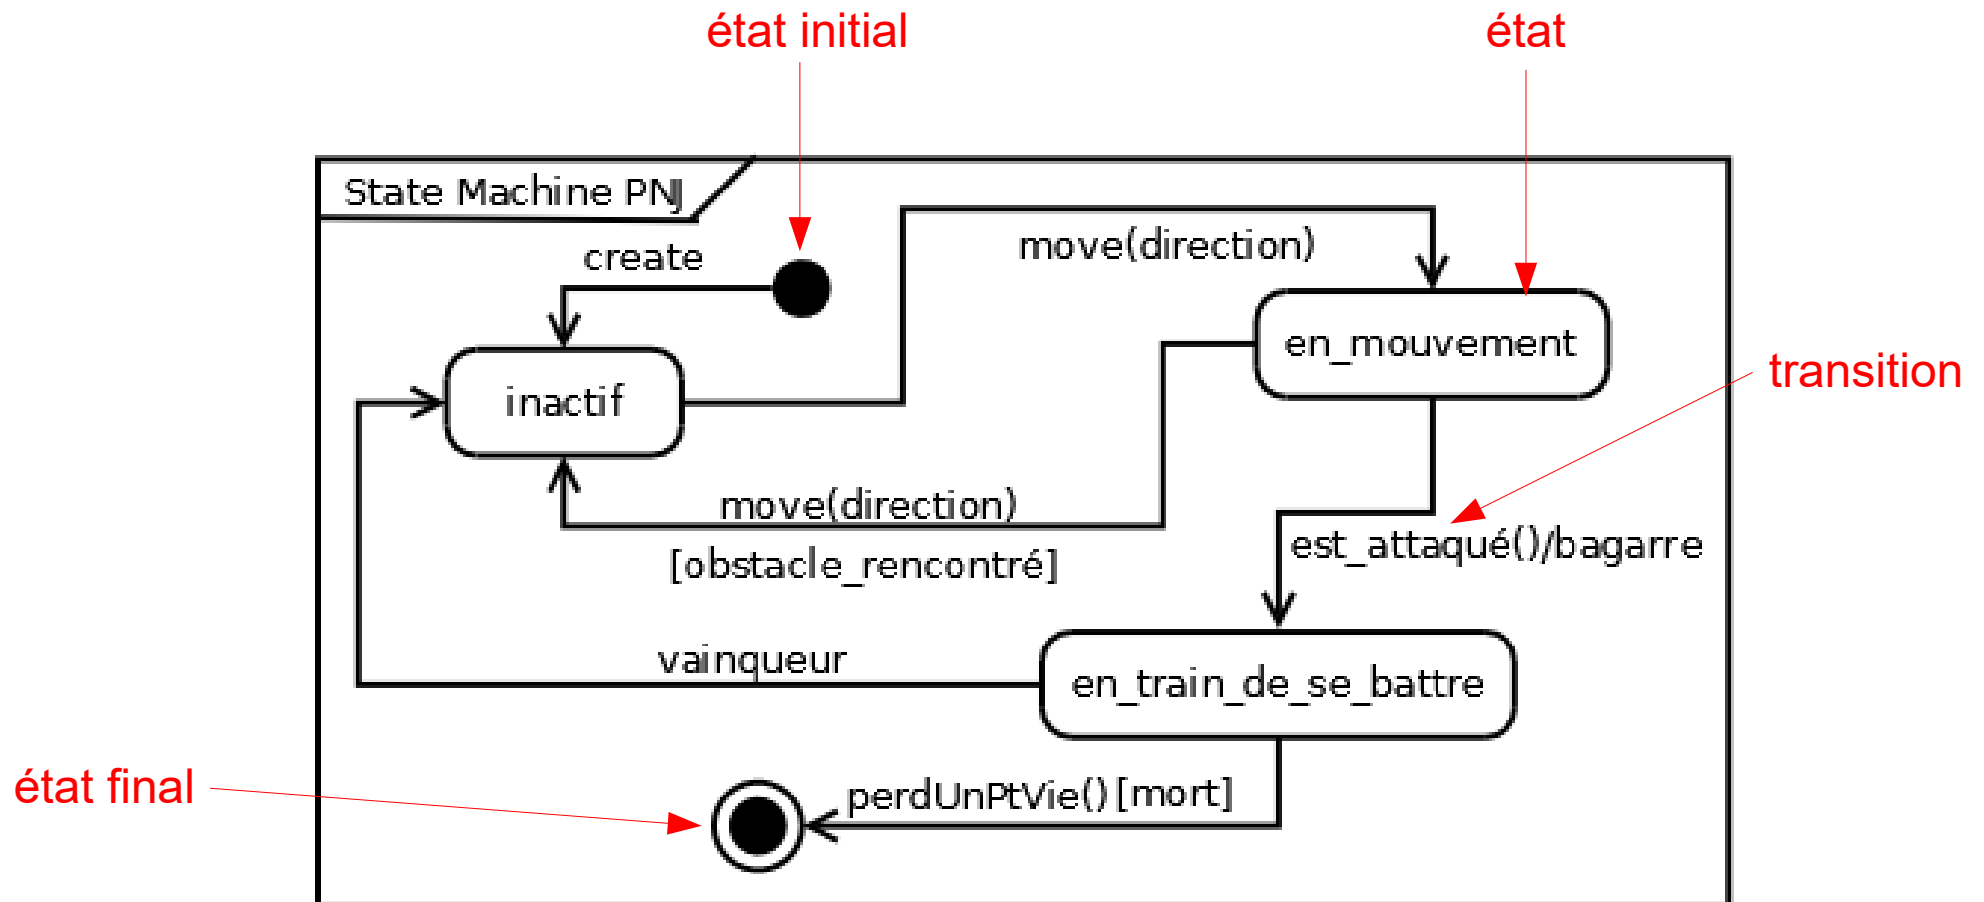 état initial
état
State Machine PNJ
create
move(direction)
en_mouvement
transition
inactif
move(direction)
[obstacle_rencontré]
est_attaqué()/bagarre
vainqueur
en_train_de_se_battre
état final
perdUnPtVie() [mort]